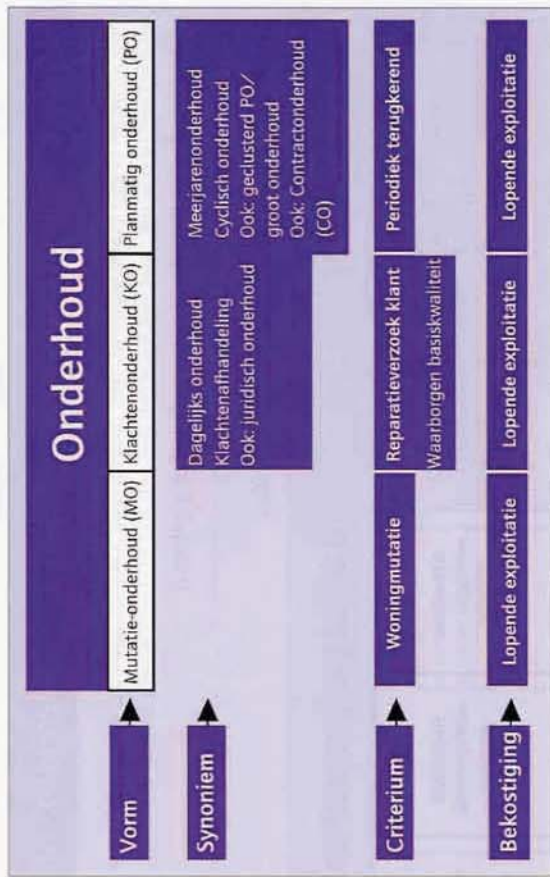 Onderhoud
Vorm
Mutatie-onderhoud (MO)
Klachtenonderhoud (KO)
Planmatig onderhoud (PO)
Synoniem
Dagelijks onderhoud
Klachtenafhandeling
Ook: juridisch onderhoud
Meerjarenonderhoud
Cyclisch onderhoud
Ook: geclusterd PO/
groot onderhoud
Ook: Contractonderhoud
(CO)
Criterium
Woningmutatie
Reparatieverzoek klant
Waarborgen basiskwaliteit
Periodiek terugkerend
Bekostiging
Lopende exploitatie
Lopende exploitatie
Lopende exploitatie